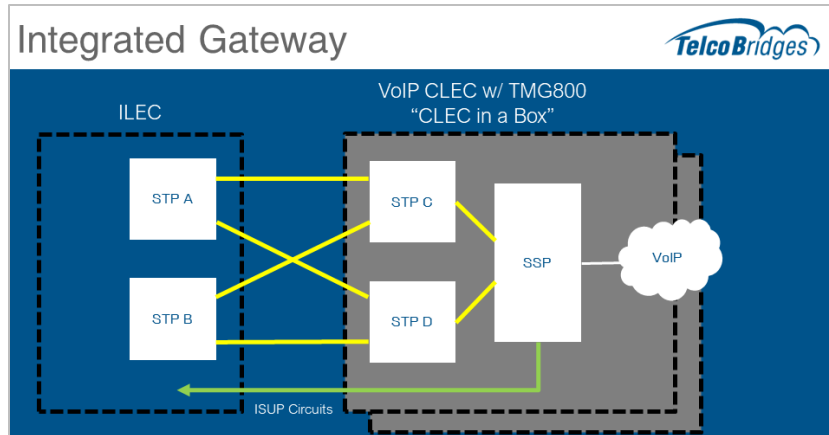 Integrated Gateway
TelcoBridges
ILEC
VoIP CLEC w/ TMG800
“CLEC in a Box”
STP A
STP B
STP C
STP D
SSP
VoIP
ISUP Circuits